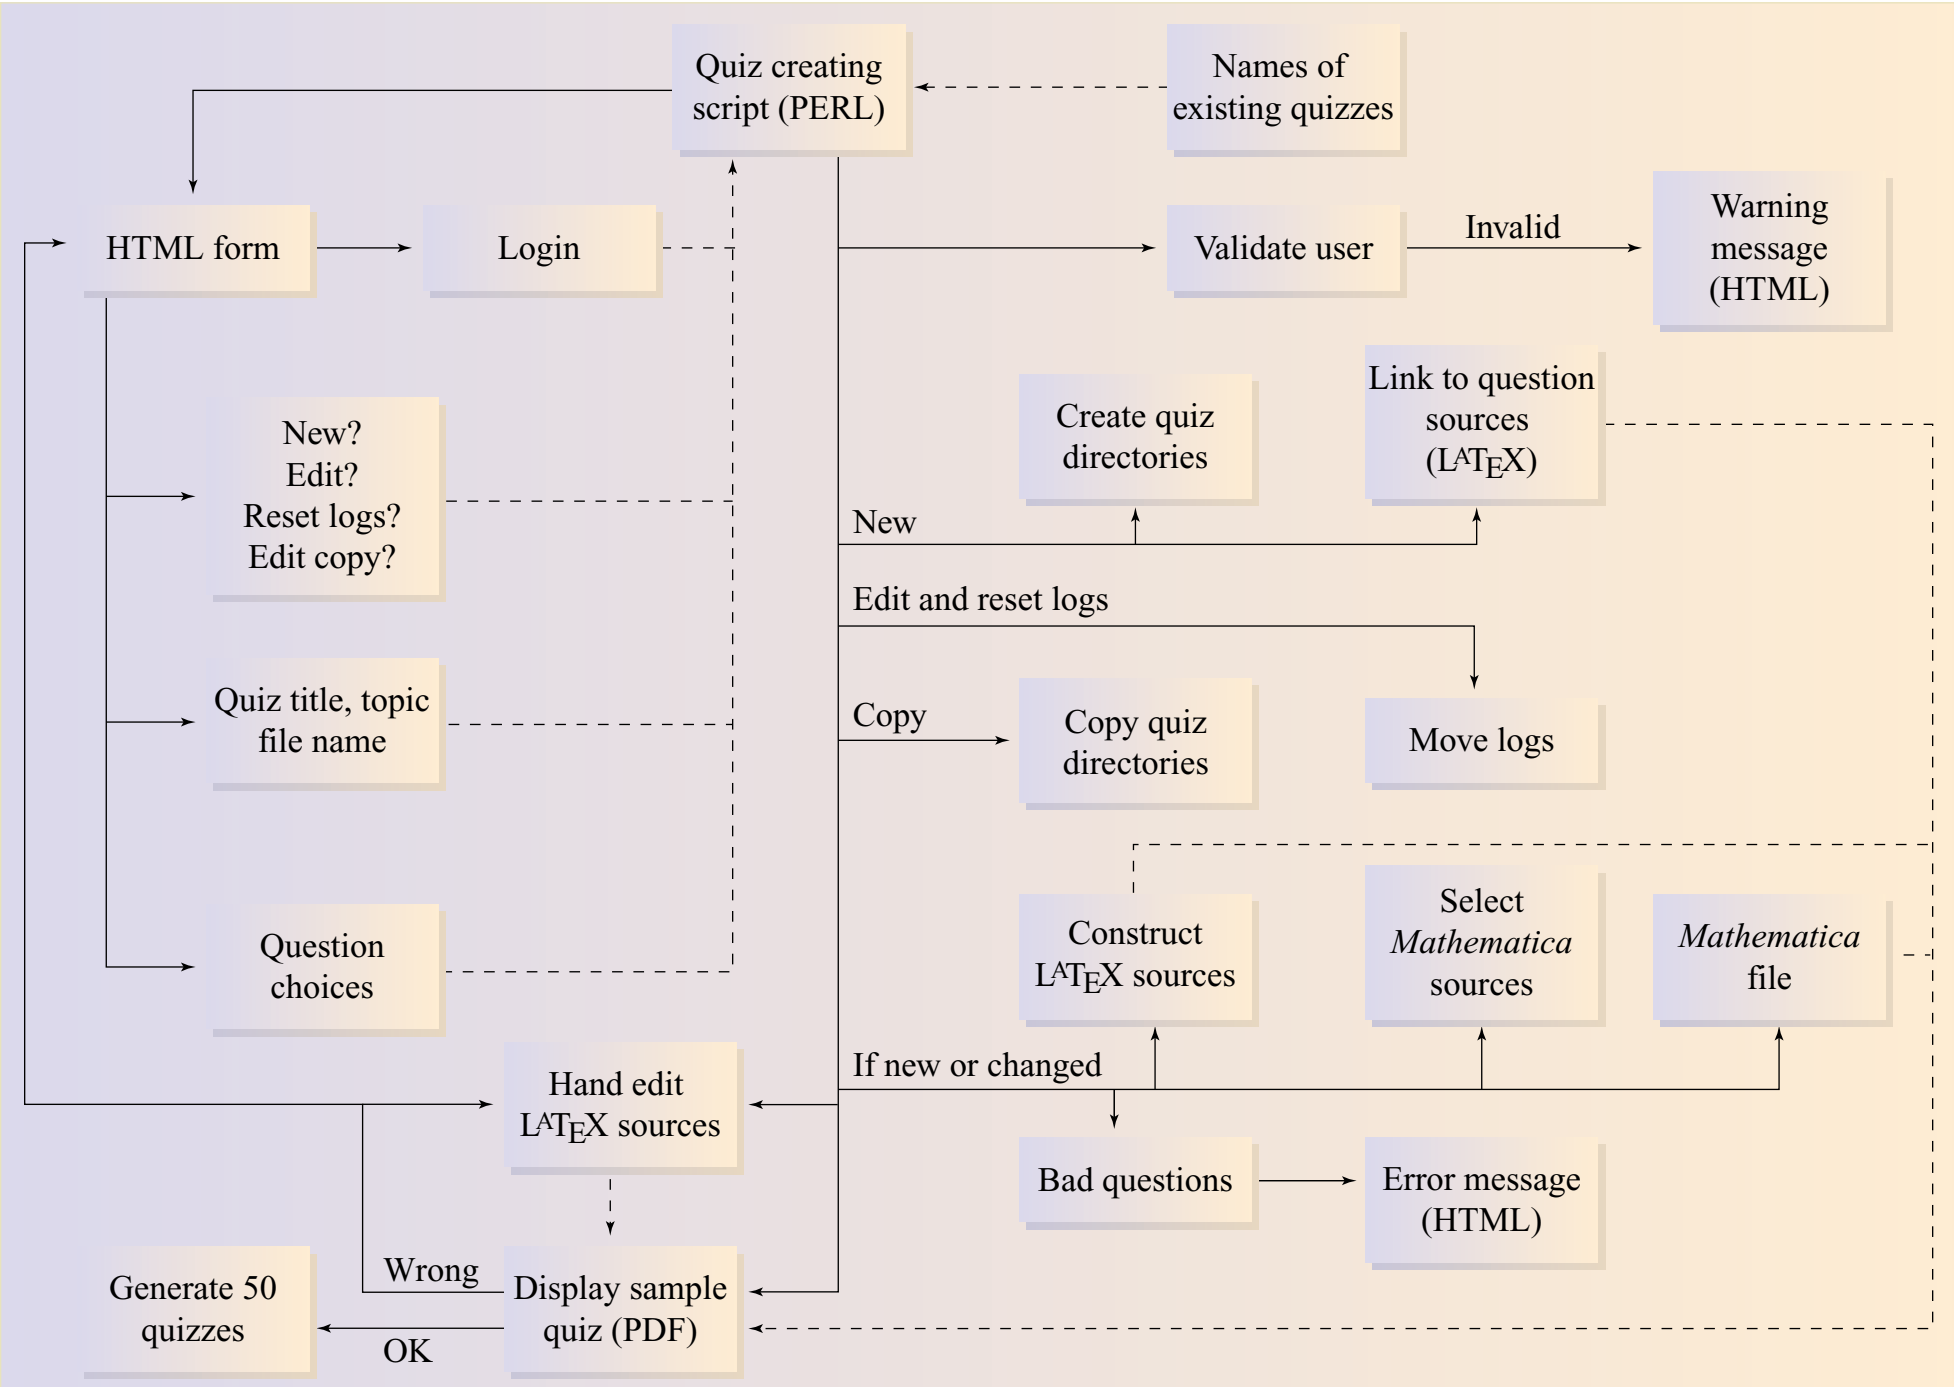 Quiz creating
script (PERL)
Names of
existing quizzes
HTML form
Login
Validate user
Invalid
Warning
message
(HTML)
New?
Edit?
Reset logs?
Edit copy?
Create quiz
directories
Link to question
sources
(LATEX)
New
Edit and reset logs
Quiz title, topic
file name
Copy
Copy quiz
directories
Move logs
Question
choices
Construct
LATEX sources
Select
Mathematica
sources
Mathematica
file
If new or changed
Hand edit
LATEX sources
Bad questions
Error message
(HTML)
Generate 50
quizzes
Wrong
OK
Display sample
quiz (PDF)